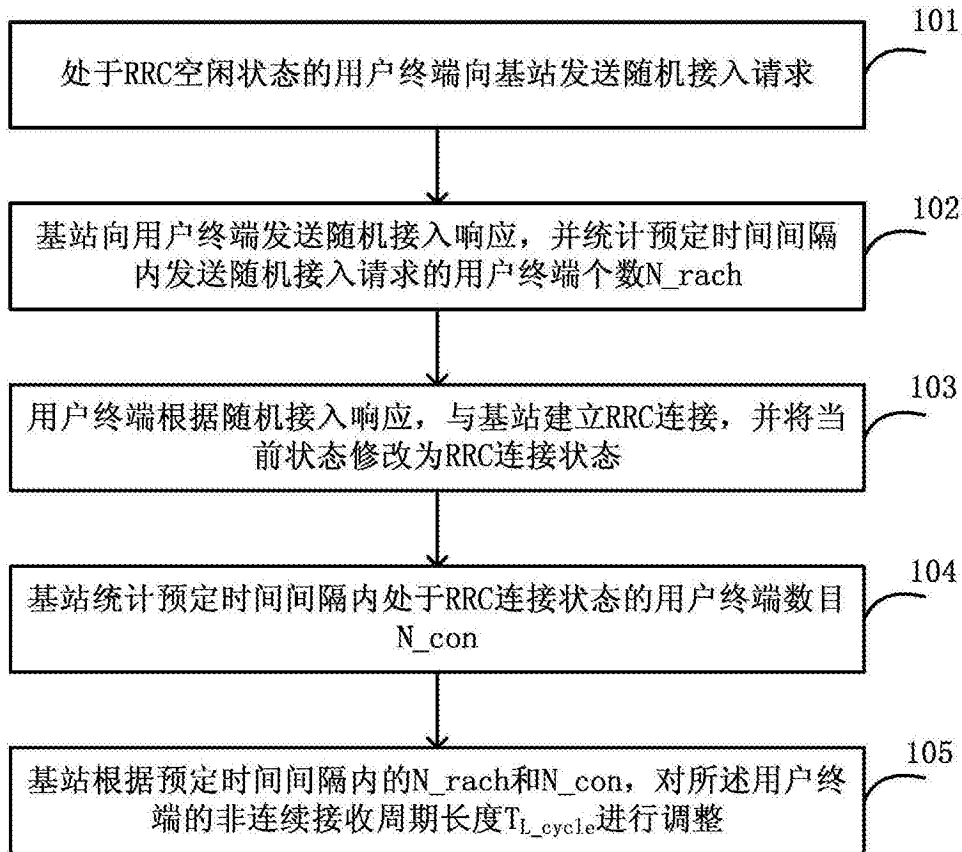 101
处于RRC空闲状态的用户终端向基站发送随机接入请求
102
基站向用户终端发送随机接入响应，并统计预定时间间隔
内发送随机接入请求的用户终端个数N_rach
103
用户终端根据随机接入响应，与基站建立RRC连接，并将当
前状态修改为RRC连接状态
104
基站统计预定时间间隔内处于RRC连接状态的用户终端数目
N_con
105
基站根据预定时间间隔内的N_rach和N_con，对所述用户终
端的非连续接收周期长度T_L_cycle进行调整